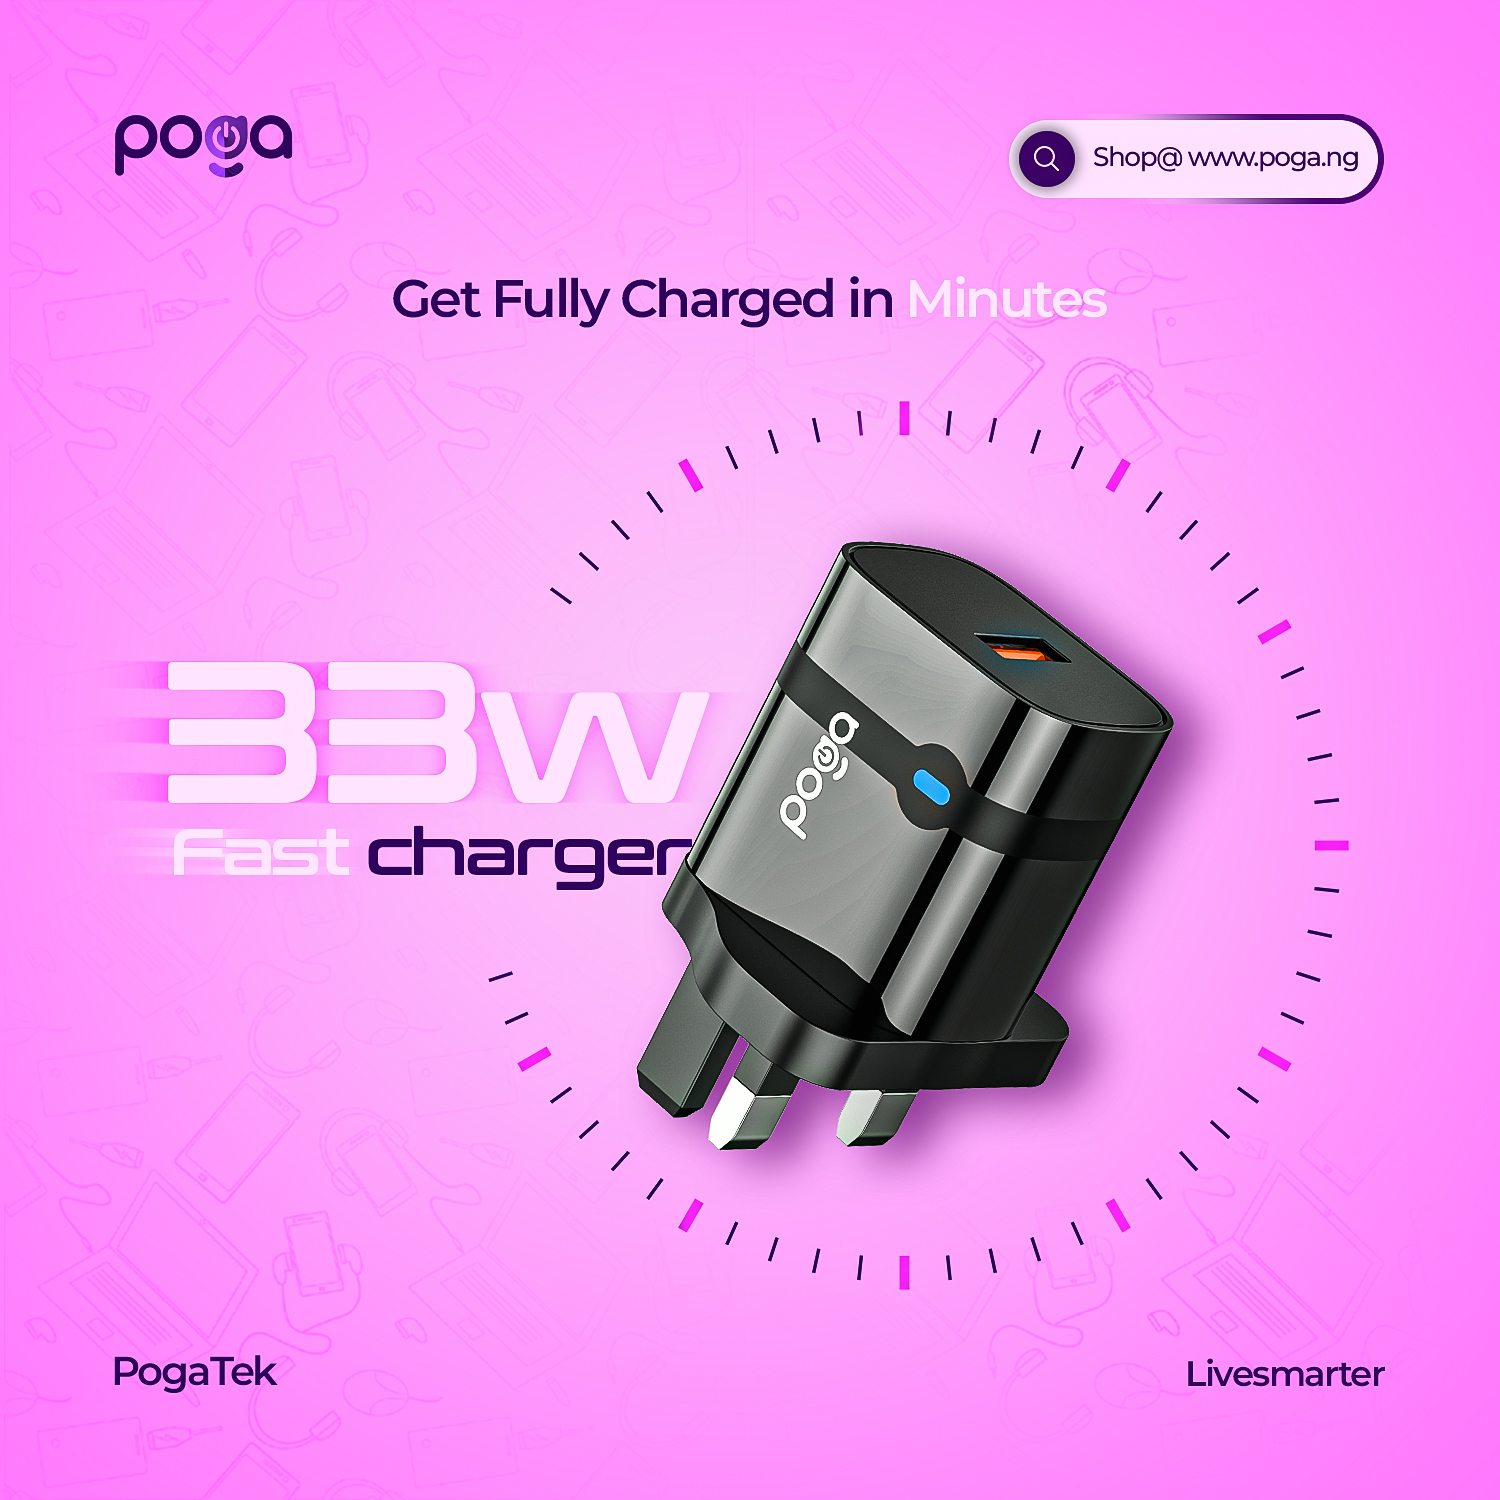 poga
Shop@ www.poga.ng
Get Fully Charged in Minutes
33w
Fast charger
poga
PogaTek
Livesmarter